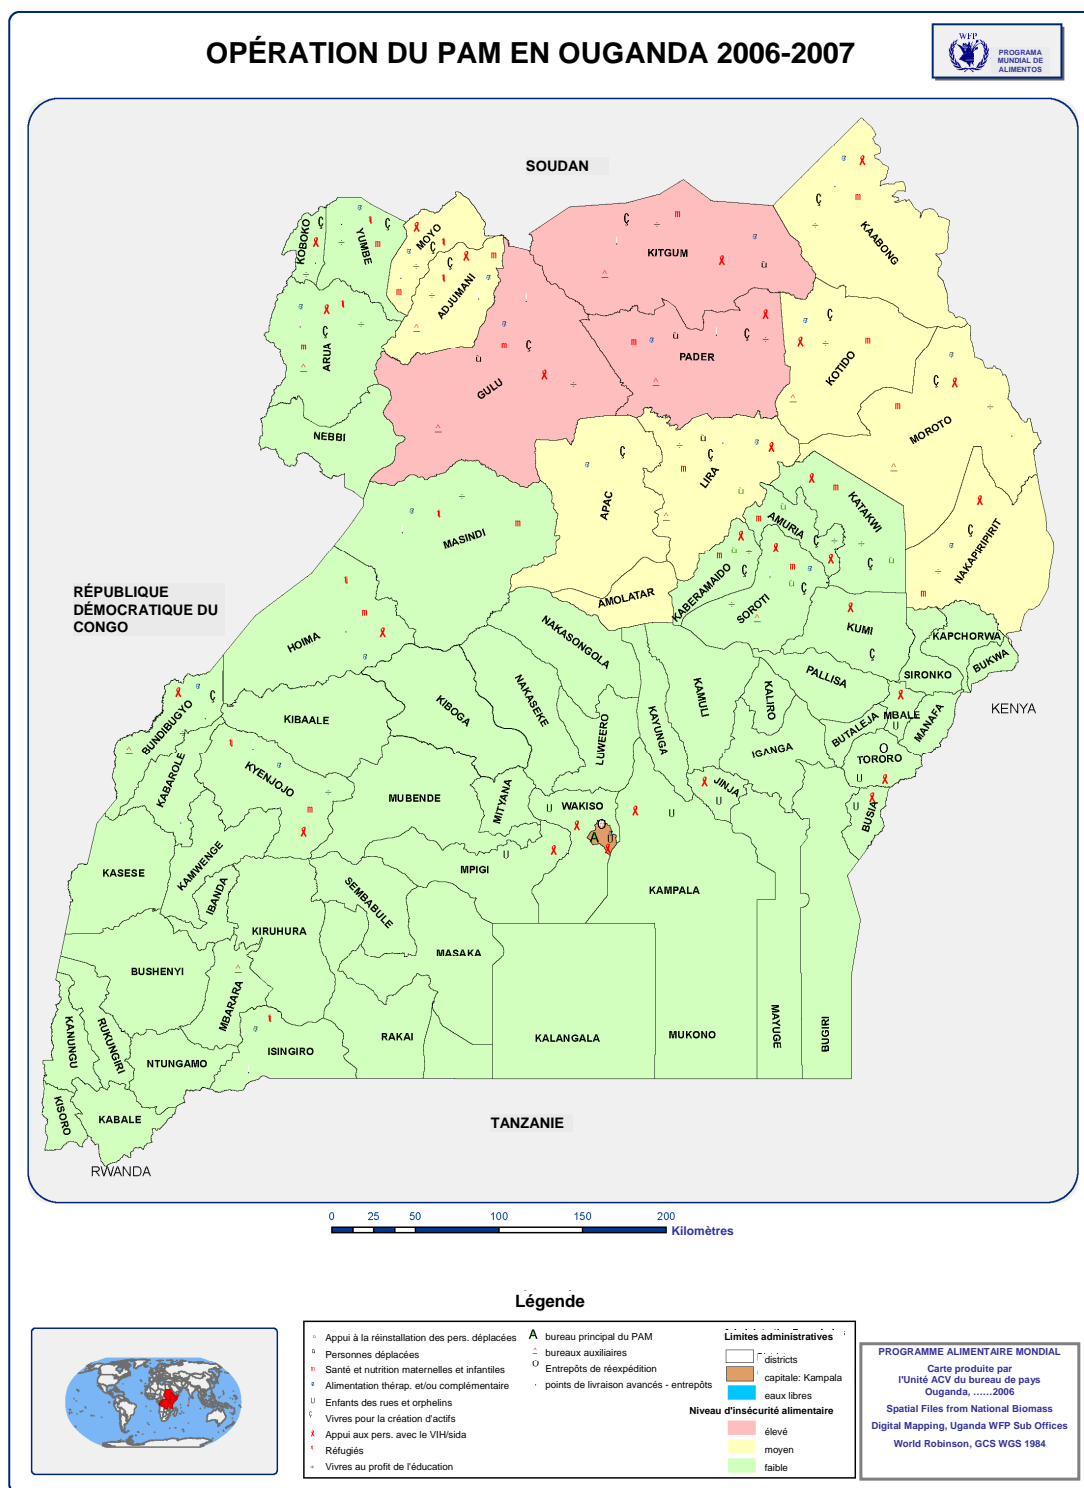 OPÉRATION DU PAM EN OUGANDA 2006-2007
WFP
PROGRAMA
MUNDIAL DE
ALIMENTOS
SOUDAN
KAABONG
KITGUM
KOBOKO
YUMBE
MOYO
ADJUMANI
ARUA
NEBBI
GULU
PADER
KOTIDO
MOROTO
NAKAPIRIPIRIT
APAC
LIRA
AMURIA
KATAKWI
MASINDI
KABERAMAIDO
SOROTI
AMOLATAR
RÉPUBLIQUE
DÉMOCRATIQUE DU
CONGO
HOIMA
NAKASONGOLA
KUMI
KAPCHORWA
BUKWA
SIRONKO
PALLISA
KALIRO
KAMULI
KAYUNGA
NAKASEKE
LUWEERO
KIBOGA
KIBAALE
BUNDIBUGYO
KABAROLE
KYENJOJO
MBALE
MANAFA
BUTALEJA
TORORO
IGANGA
KENYA
BUSIA
JINJA
WAKISO
MITYANA
MUBENDE
MPIGI
KAMPALA
KASESE
KAMWENGE
IBANDA
SEMBABULE
KIRUHURA
MASAKA
BUSHENYI
MBARARA
KANUNGU
RUKUNGIRI
NTUNGAMO
ISINGIRO
RAKAI
KALANGALA
MUKONO
MAYUGE
BUGIRI
KISORO
KABALE
RWANDA
TANZANIE
0 25 50 100 150 200
Kilomètres
Légende
Appui à la réinstallation des pers. déplacées
Personnes déplacées
Santé et nutrition maternelles et infantiles
Alimentation thérap. et/ou complémentaire
Enfants des rues et orphelins
Vivres pour la création d'actifs
Appui aux pers. avec le VIH/sida
Réfugiés
Vivres au profit de l'éducation
A bureau principal du PAM
bureaux auxiliaires
O Entrepôts de réexpédition
points de livraison avancés - entrepôts
Limites administratives
districts
capitale: Kampala
eaux libres
Niveau d'insécurité alimentaire
élevé
moyen
faible
PROGRAMME ALIMENTAIRE MONDIAL
Carte produite par
l'Unité ACV du bureau de pays
Ouganda, ......2006
Spatial Files from National Biomass
Digital Mapping, Uganda WFP Sub Offices
World Robinson, GCS WGS 1984